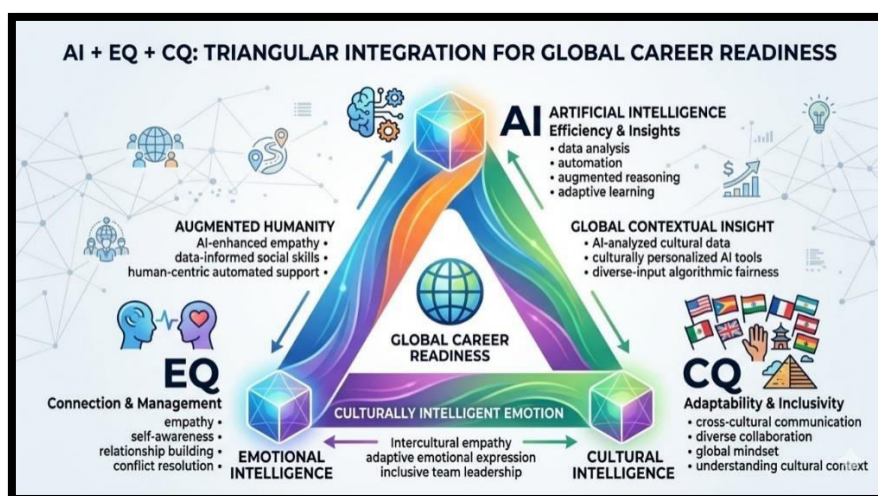 AI + EQ + CQ: TRIANGULAR INTEGRATION FOR GLOBAL CAREER READINESS
AI
ARTIFICIAL INTELLIGENCE
Efficiency & Insights
• data analysis
• automation
• augmented reasoning
• adaptive learning
AUGMENTED HUMANITY
AI-enhanced empathy •
data-informed social skills •
human-centric automated support •
GLOBAL CONTEXTUAL INSIGHT
• AI-analyzed cultural data
• culturally personalized AI tools
• diverse-input algorithmic fairness
GLOBAL CAREER
READINESS
EQ
Connection & Management
empathy •
self-awareness •
relationship building •
conflict resolution •
EMOTIONAL
INTELLIGENCE
CULTURALLY INTELLIGENT EMOTION
Intercultural empathy
adaptive emotional expression
inclusive team leadership
CULTURAL
INTELLIGENCE
CQ
Adaptability & Inclusivity
• cross-cultural communication
• diverse collaboration
• global mindset
• understanding cultural context
$